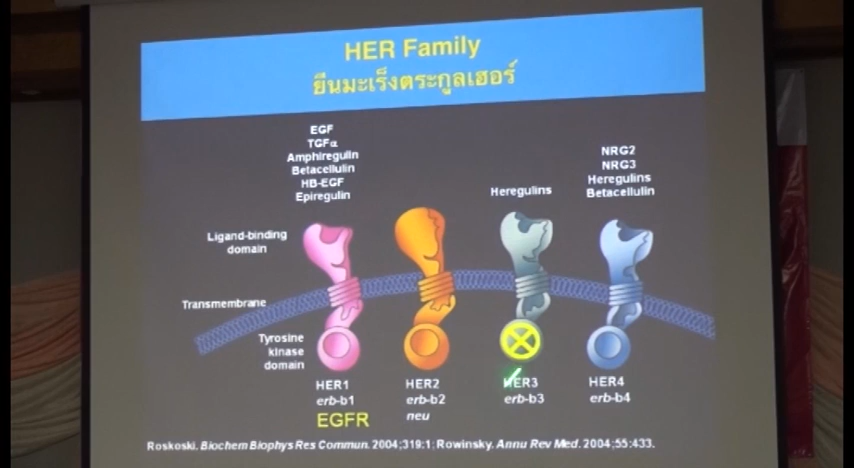 HER Family
ยีนมะเร็งตระกูลเฮอร์
EGF
TGFα
Amphiregulin
Betacellulin
HB-EGF
Epiregulin
Heregulins
NRG2
NRG3
Heregulins
Betacellulin
Ligand-binding
domain
Transmembrane
Tyrosine
kinase
domain
HER1
erb-b1
EGFR
HER2
erb-b2
neu
HER3
erb-b3
HER4
erb-b4
Roskoski. Biochem Biophys Res Commun. 2004;319:1; Rowinsky. Annu Rev Med. 2004;55:433.